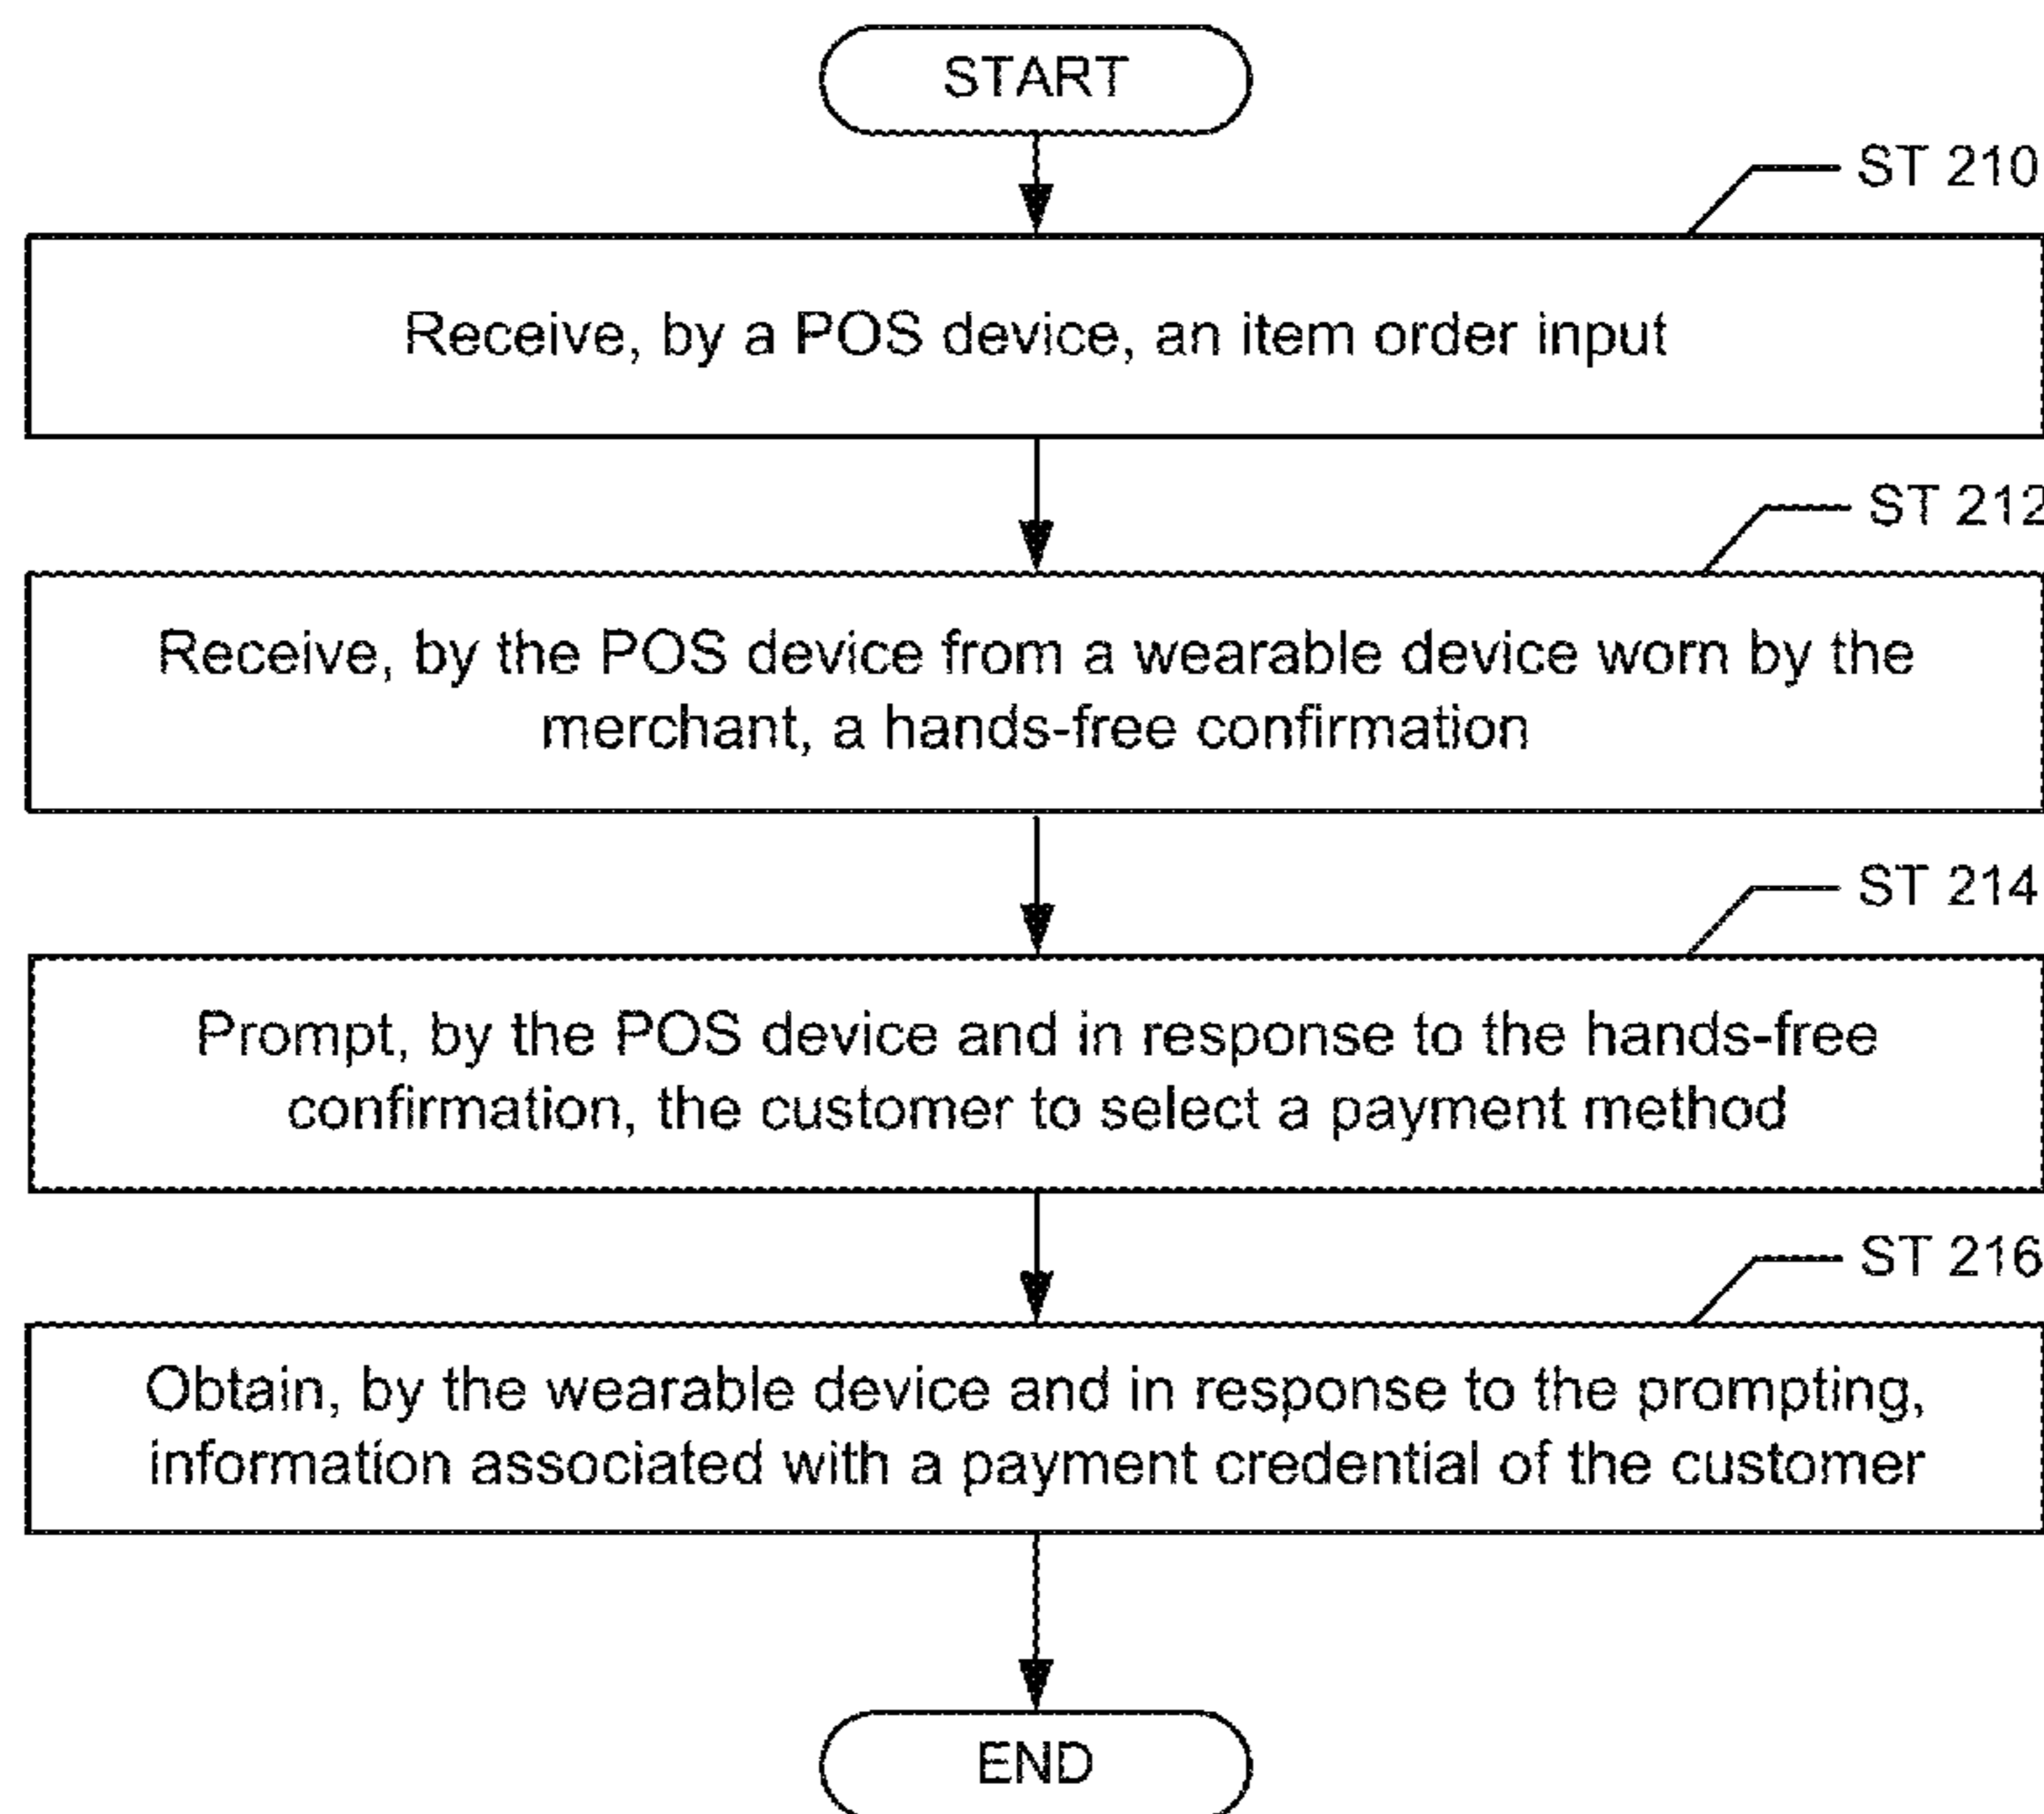 START
ST 210
Receive, by a POS device, an item order input
ST 212
Receive, by the POS device from a wearable device worn by the
merchant, a hands-free confirmation
ST 214
Prompt, by the POS device and in response to the hands-free
confirmation, the customer to select a payment method
ST 216
Obtain, by the wearable device and in response to the prompting,
information associated with a payment credential of the customer
END